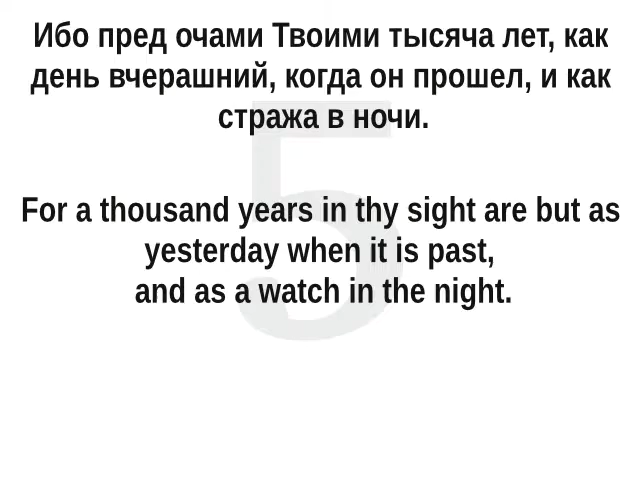 Ибо пред очами Твоими тысяча лет, как
день вчерашний, когда он прошел, и как
стража в ночи.
For a thousand years in thy sight are but as
yesterday when it is past,
and as a watch in the night.
5